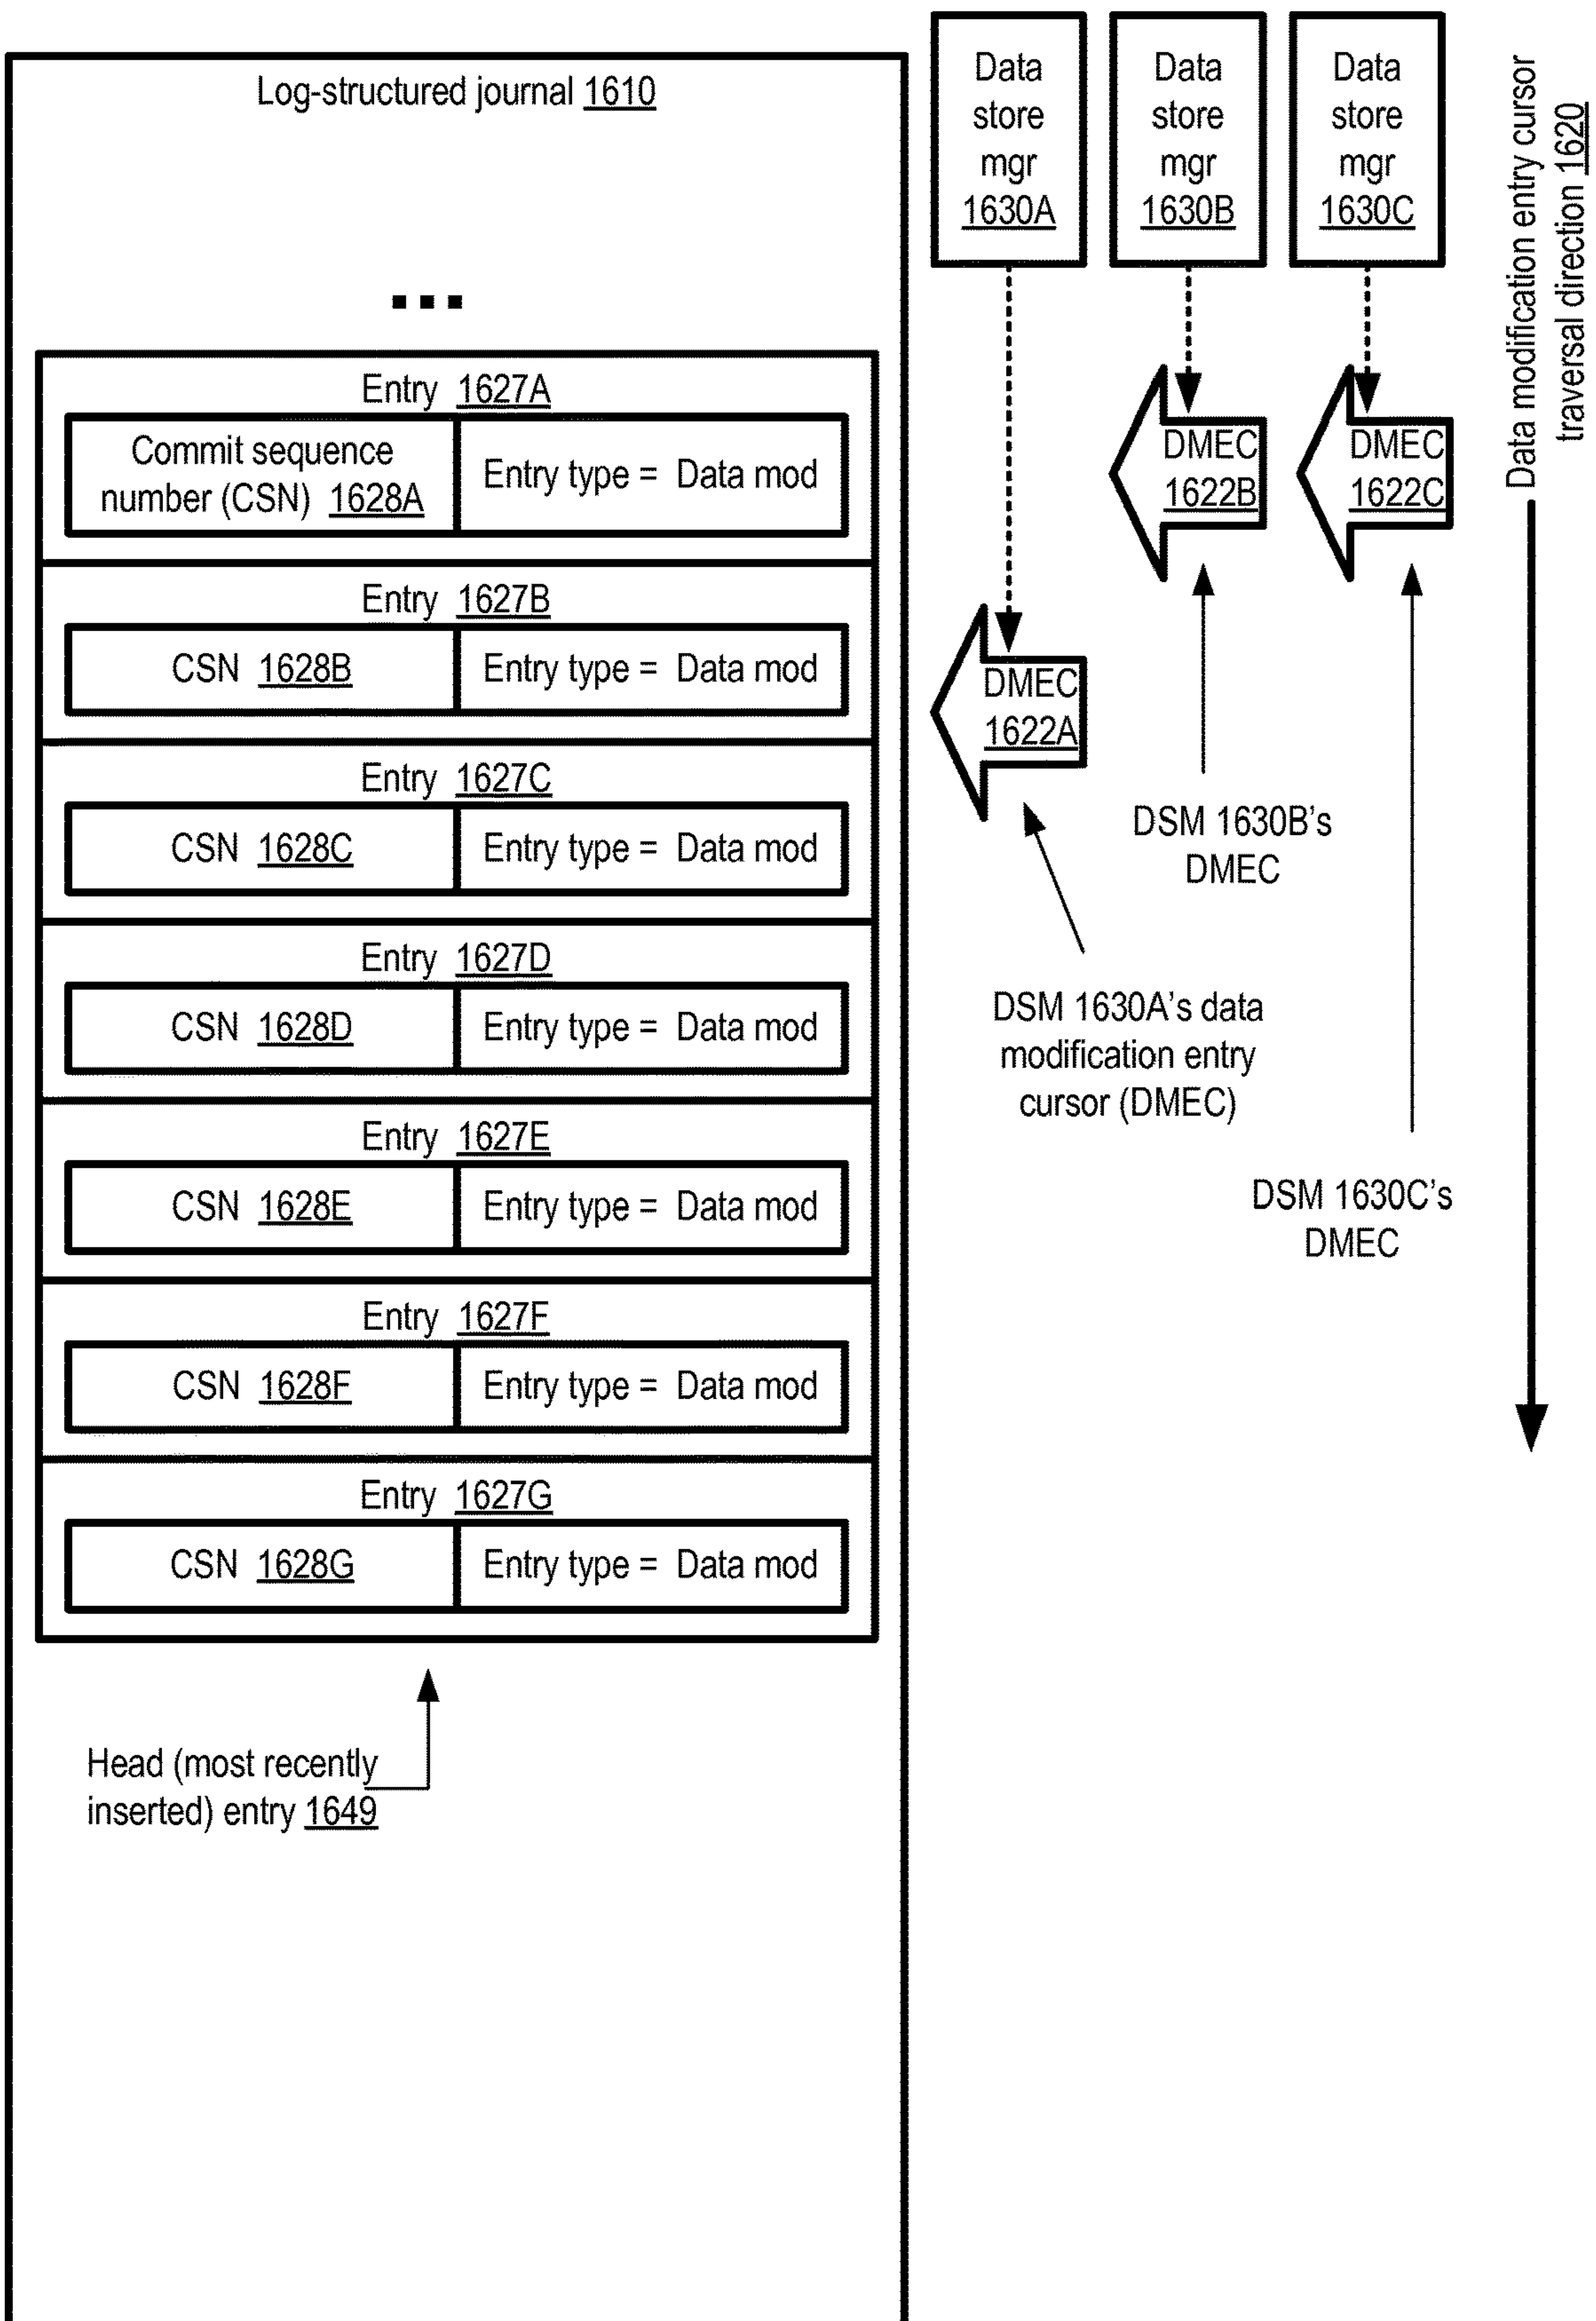 Log-structured journal 1610
...
Entry 1627A
Commit sequence
number (CSN) 1628A
Entry type = Data mod
Entry 1627B
CSN 1628B
Entry type = Data mod
Entry 1627C
CSN 1628C
Entry type = Data mod
Entry 1627D
CSN 1628D
Entry type = Data mod
Entry 1627E
CSN 1628E
Entry type = Data mod
Entry 1627F
CSN 1628F
Entry type = Data mod
Entry 1627G
CSN 1628G
Entry type = Data mod
Head (most recently
inserted) entry 1649
Data
store
mgr
1630A
Data
store
mgr
1630B
Data
store
mgr
1630C
DMEC
1622A
DMEC
1622B
DMEC
1622C
DSM 1630A's data
modification entry
cursor (DMEC)
DSM 1630B's
DMEC
DSM 1630C's
DMEC
Data modification entry cursor
traversal direction 1620